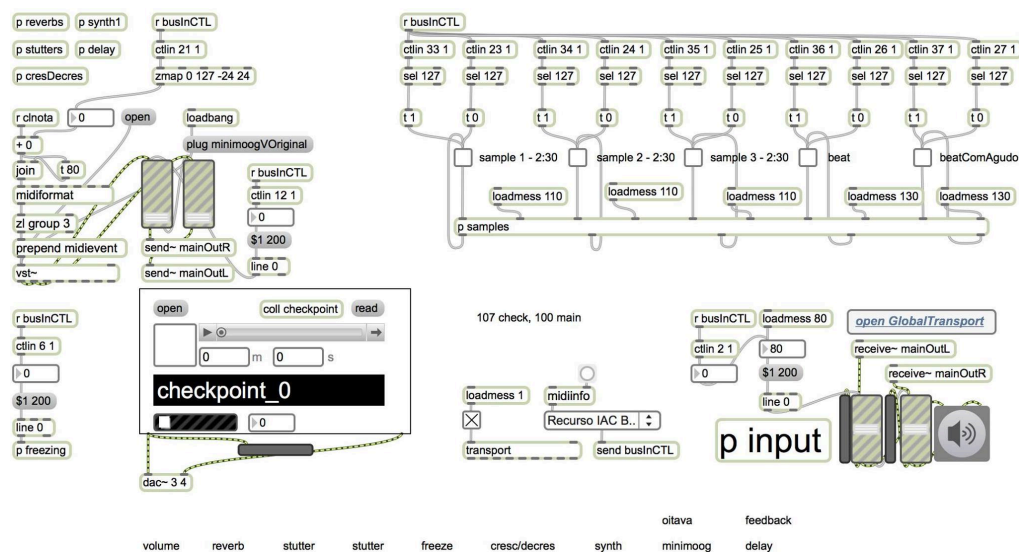 p reverbs
p synth1
r busInCTL
p stutters
p delay
ctlin 21 1
p cresDecres
zmap 0 127 -24 24
r clnota
0
open
loadbang
+ 0
plug minimoogVOriginal
join
t 80
r busInCTL
midiformat
ctlin 12 1
zl group 3
0
prepend midievent
send~ mainOutR
$1 200
vst~
send~ mainOutL
line 0
r busInCTL
ctlin 33 1
ctlin 23 1
ctlin 34 1
ctlin 24 1
ctlin 35 1
ctlin 25 1
ctlin 36 1
ctlin 26 1
ctlin 37 1
ctlin 27 1
sel 127
sel 127
sel 127
sel 127
sel 127
sel 127
sel 127
sel 127
sel 127
sel 127
t 1
t 0
t 1
t 0
t 1
t 0
t 1
t 0
t 1
t 0
sample 1 - 2:30
sample 2 - 2:30
sample 3 - 2:30
beat
beatComAgudo
loadmess 110
loadmess 110
loadmess 110
loadmess 130
loadmess 130
p samples
r busInCTL
ctlin 6 1
0
$1 200
line 0
p freezing
open
coll checkpoint
read
0
m
0
s
checkpoint_0
0
dac~ 3 4
107 check, 100 main
loadmess 1
midiinfo
Recurso IAC B..
transport
send busInCTL
r busInCTL
loadmess 80
open GlobalTransport
ctlin 2 1
80
receive~ mainOutL
0
$1 200
receive~ mainOutR
line 0
p input
oitava
feedback
volume
reverb
stutter
stutter
freeze
cresc/decres
synth
minimoog
delay